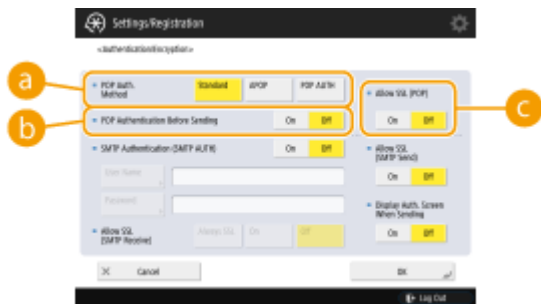 Settings/Registration
<Authentication/Encryption>
a
POP Auth. Method
Standard
APOP
POP AUTH
Allow SSL (POP)
On
Off
c
b
POP Authentication Before Sending
On
Off
SMTP Authentication (SMTP AUTH)
On
Off
Allow SSL
(SMTP Send)
On
Off
User Name
Password
Display Auth. Screen
When Sending
On
Off
Allow SSL
(SMTP Receive)
Always SSL
On
Off
Cancel
OK
Log Out